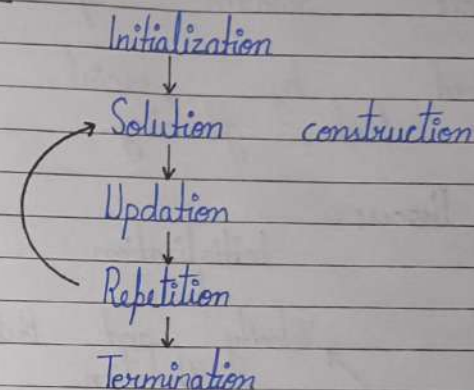 Initialization
Solution construction
Updation
Repetition
Termination